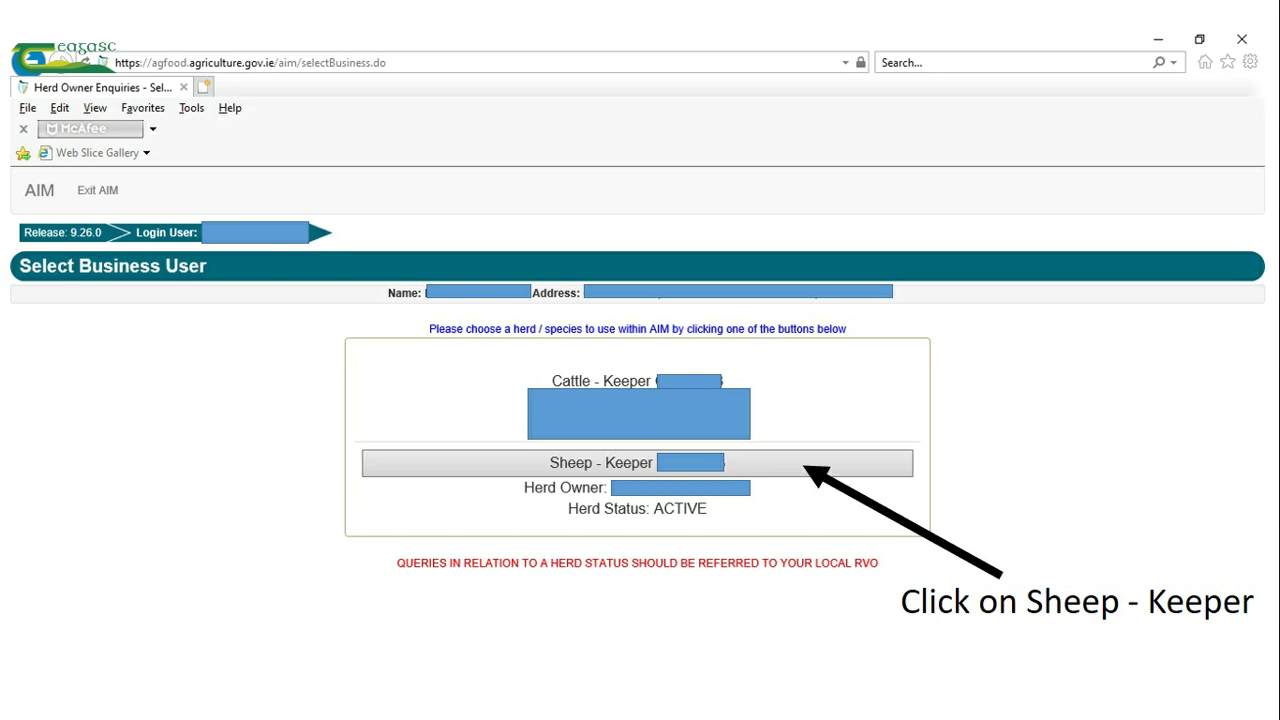 eagasc
https://agfood.agriculture.gov.ie/aim/selectBusiness.do
Search...
Herd Owner Enquiries - Sel...
File Edit View Favorites Tools Help
McAfee
Web Slice Gallery
AIM Exit AIM
Release: 9.26.0 Login User:
Select Business User
Name: Address:
Please choose a herd / species to use within AIM by clicking one of the buttons below
Cattle - Keeper
Sheep - Keeper
Herd Owner:
Herd Status: ACTIVE
QUERIES IN RELATION TO A HERD STATUS SHOULD BE REFERRED TO YOUR LOCAL RVO
Click on Sheep - Keeper